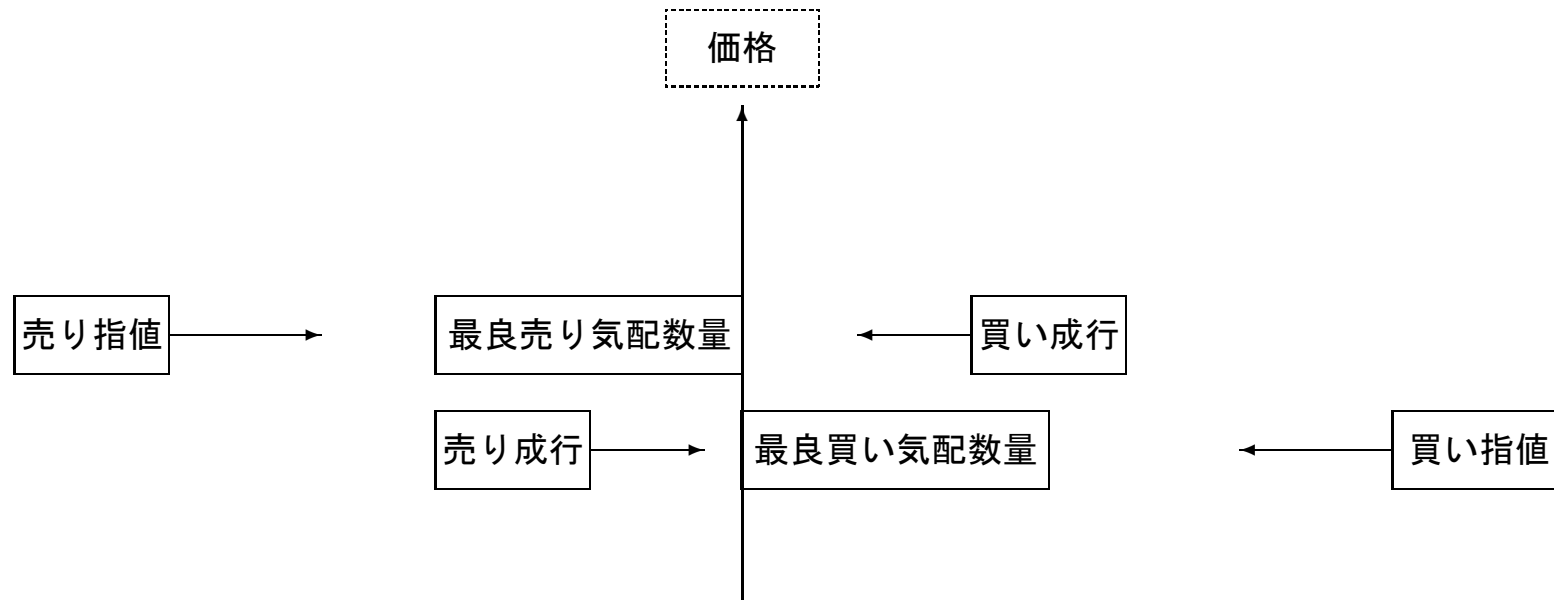 価格
売り指値
最良売り気配数量
買い成行
売り成行
最良買い気配数量
買い指値